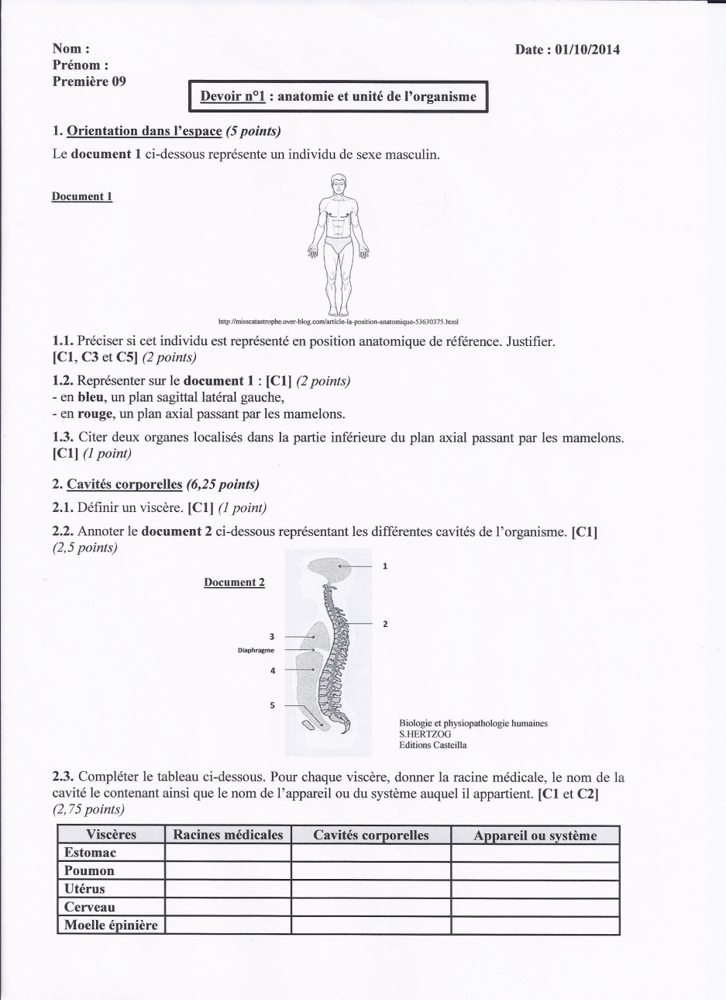 Nom :
Date : 01/10/2014
Prénom :
Première 09
Devoir n°1 : anatomie et unité de l'organisme
1. Orientation dans l'espace (5 points)
Le document 1 ci-dessous représente un individu de sexe masculin.
Document 1
http://misscatastrophe.over-blog.com/article-la-position-anatomique-53630375.html
1.1. Préciser si cet individu est représenté en position anatomique de référence. Justifier.
[C1, C3 et C5] (2 points)
1.2. Représenter sur le document 1 : [C1] (2 points)
- en bleu, un plan sagittal latéral gauche,
- en rouge, un plan axial passant par les mamelons.
1.3. Citer deux organes localisés dans la partie inférieure du plan axial passant par les mamelons.
[C1] (1 point)
2. Cavités corporelles (6,25 points)
2.1. Définir un viscère. [C1] (1 point)
2.2. Annoter le document 2 ci-dessous représentant les différentes cavités de l'organisme. [C1]
(2,5 points)
1
Document 2
2
3
Diaphragme
4
5
Biologie et physiopathologie humaines
S.HERTZOG
Editions Casteilla
2.3. Compléter le tableau ci-dessous. Pour chaque viscère, donner la racine médicale, le nom de la
cavité le contenant ainsi que le nom de l'appareil ou du système auquel il appartient. [C1 et C2]
(2,75 points)
Viscères Racines médicales Cavités corporelles Appareil ou système
Estomac
Poumon
Utérus
Cerveau
Moelle épinière